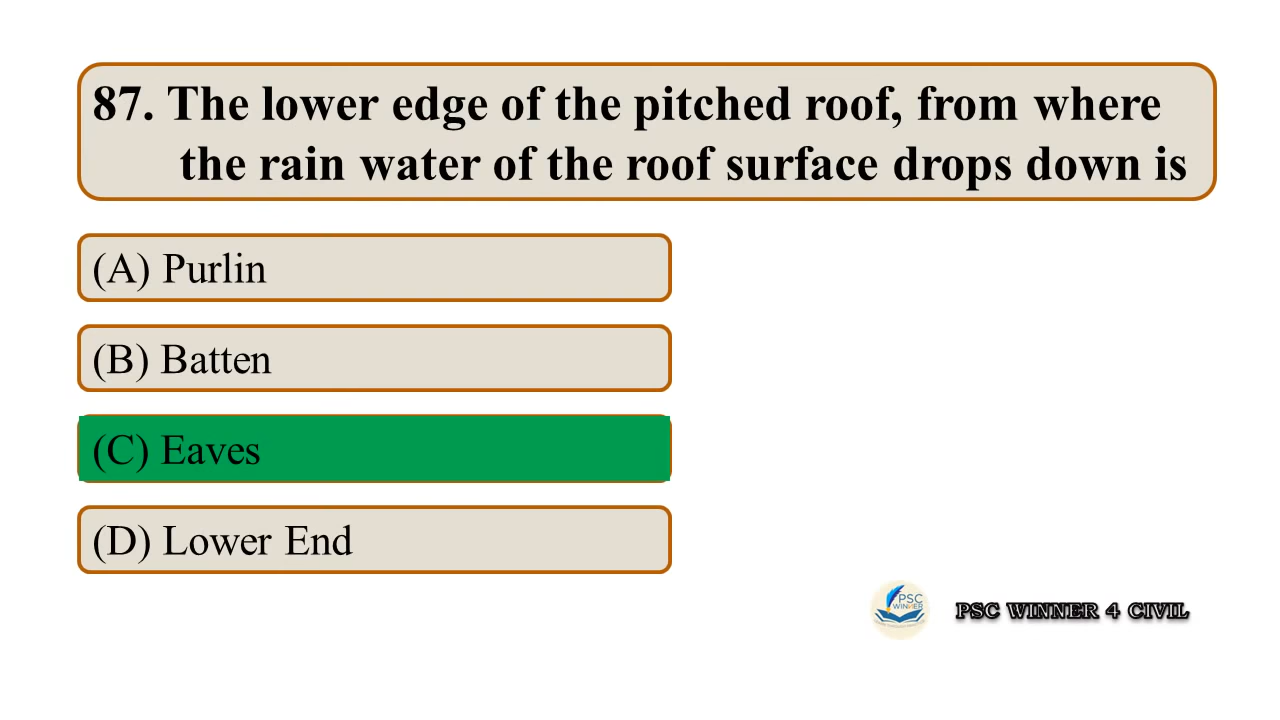 87. The lower edge of the pitched roof, from where
the rain water of the roof surface drops down is
(A) Purlin
(B) Batten
(C) Eaves
(D) Lower End
PSC
WINNER
PSC WINNER 4 CIVIL